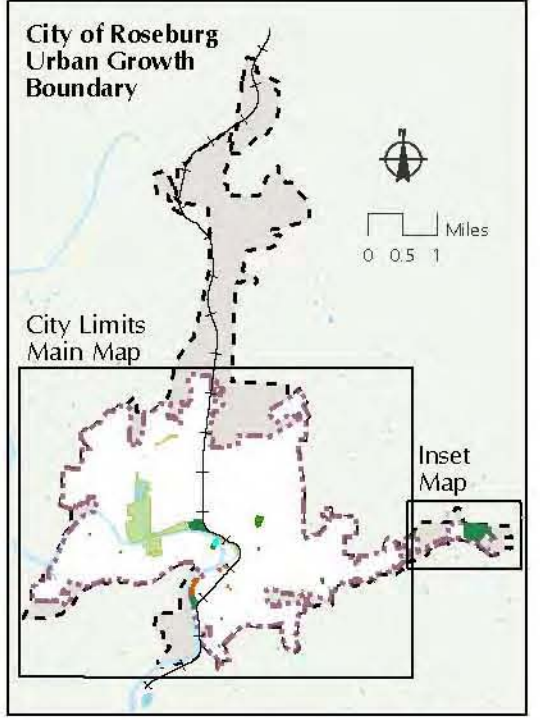 City of Roseburg
Urban Growth
Boundary
N
Miles
0 0.5 1
City Limits
Main Map
Inset
Map